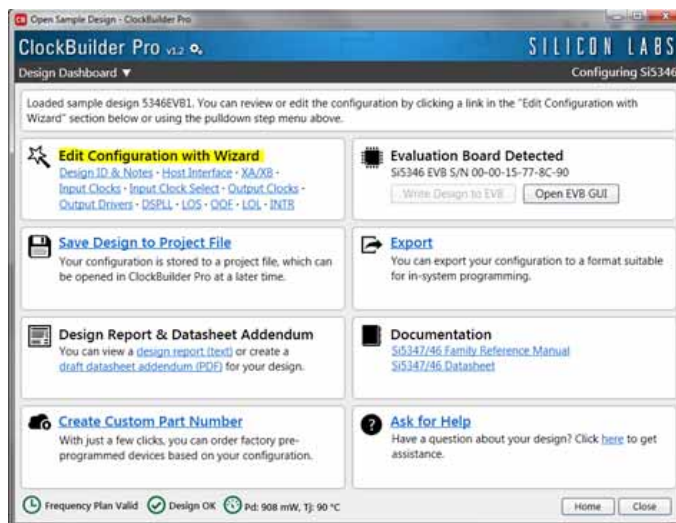 Open Sample Design - ClockBuilder Pro
ClockBuilder Pro v1.2
SILICON LABS
Design Dashboard ▼
Configuring Si5346
Loaded sample design 5346EVB1. You can review or edit the configuration by clicking a link in the "Edit Configuration with
Wizard" section below or using the pulldown step menu above.
Edit Configuration with Wizard
Design ID & Notes · Host Interface · XA/XB ·
Input Clocks · Input Clock Select · Output Clocks ·
Output Drivers · DSPLL · LOS · OOF · LOL · INTR
Evaluation Board Detected
Si5346 EVB S/N 00-00-15-77-8C-90
Write Design to EVB
Open EVB GUI
Save Design to Project File
Your configuration is stored to a project file, which can
be opened in ClockBuilder Pro at a later time.
Export
You can export your configuration to a format suitable
for in-system programming.
Design Report & Datasheet Addendum
You can view a design report (text) or create a
draft datasheet addendum (PDF) for your design.
Documentation
Si5347/46 Family Reference Manual
Si5347/46 Datasheet
Create Custom Part Number
With just a few clicks, you can order factory pre-
programmed devices based on your configuration.
Ask for Help
Have a question about your design? Click here to get
assistance.
Frequency Plan Valid
Design OK
Pd: 908 mW, Tj: 90 °C
Home
Close